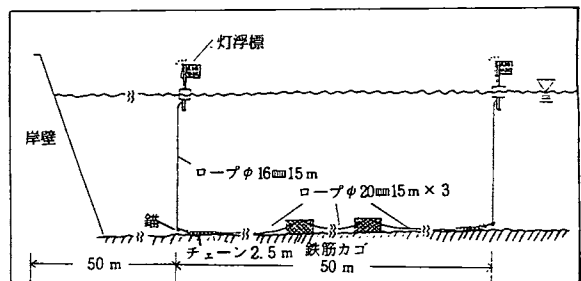 灯浮標
岸壁
ロープφ16㎜15m
ロープφ20㎜15m×3
錨
チェーン2.5m 鉄筋カゴ
50m
50m